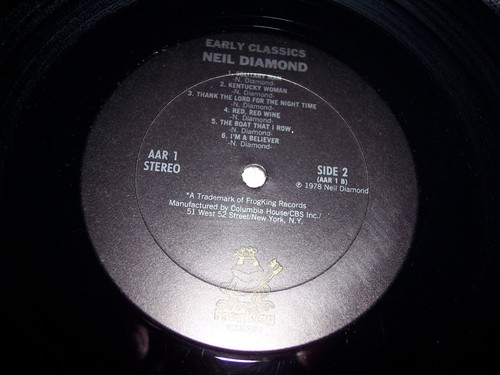 EARLY CLASSICS
NEIL DIAMOND
1. SOLITARY MAN
-N. Diamond-
2. KENTUCKY WOMAN
-N. Diamond-
3. THANK THE LORD FOR THE NIGHT TIME
-N. Diamond-
4. RED, RED WINE
-N. Diamond-
5. THE BOAT THAT I ROW,
-N. Diamond-
6. I'M A BELIEVER
-N. Diamond-
AAR 1
STEREO
SIDE 2
(AAR 1 B)
℗ 1978 Neil Diamond
*A Trademark of FrogKing Records
Manufactured by Columbia House/CBS Inc./
51 West 52 Street/New York, N.Y.